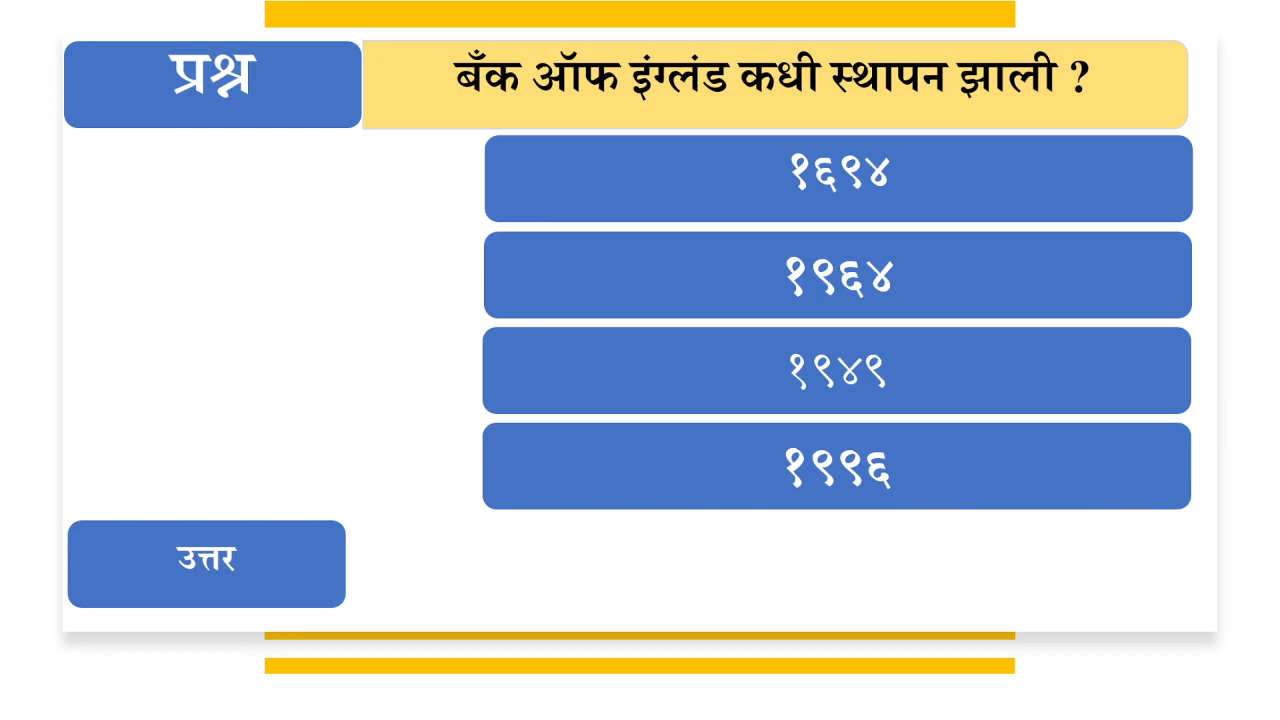 प्रश्न
बँक ऑफ इंग्लंड कधी स्थापन झाली ?
१६९४
१९६४
१९४९
१९९६
उत्तर